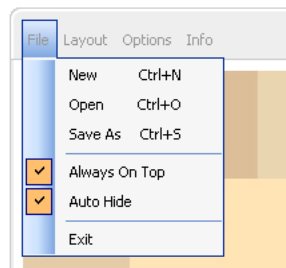 File Layout Options Info
New Ctrl+N
Open Ctrl+O
Save As Ctrl+S
Always On Top
Auto Hide
Exit